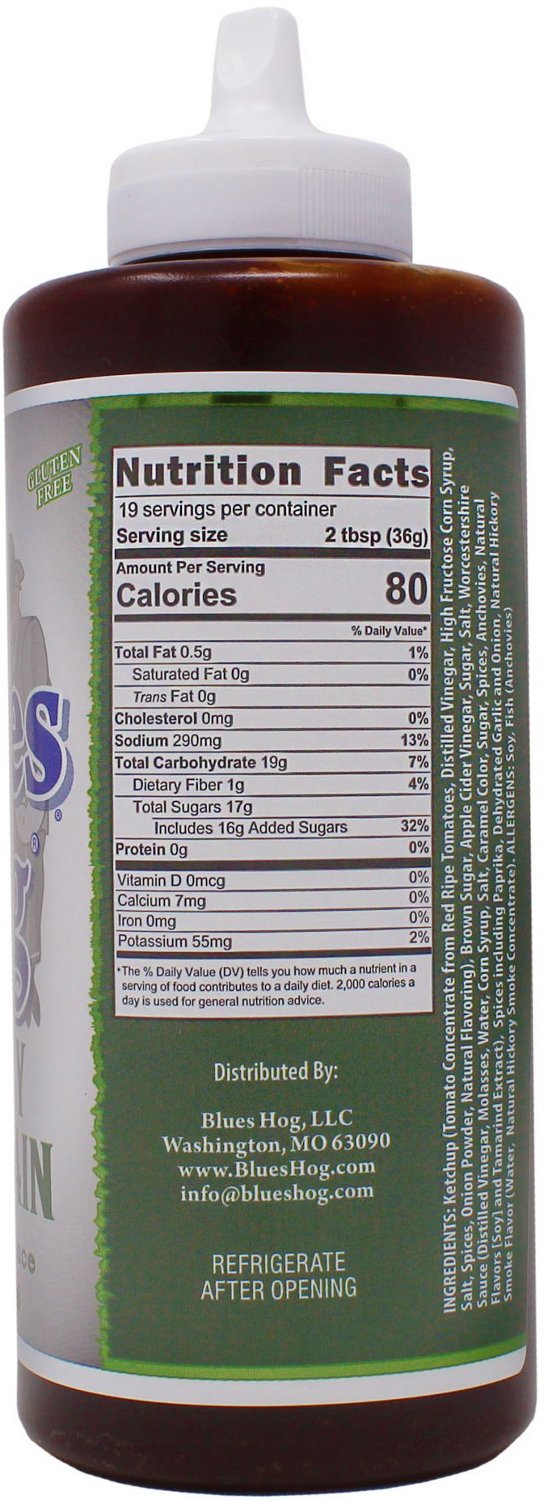 GLUTEN
FREE
es
®
®
g
Y
AIN
ce
Nutrition Facts
19 servings per container
Serving size 2 tbsp (36g)
Amount Per Serving
Calories 80
% Daily Value*
Total Fat 0.5g 1%
Saturated Fat 0g 0%
Trans Fat 0g
Cholesterol 0mg 0%
Sodium 290mg 13%
Total Carbohydrate 19g 7%
Dietary Fiber 1g 4%
Total Sugars 17g
Includes 16g Added Sugars 32%
Protein 0g 0%
Vitamin D 0mcg 0%
Calcium 7mg 0%
Iron 0mg 0%
Potassium 55mg 2%
*The % Daily Value (DV) tells you how much a nutrient in a
serving of food contributes to a daily diet. 2,000 calories a
day is used for general nutrition advice.
Distributed By:
Blues Hog, LLC
Washington, MO 63090
www.BluesHog.com
info@blueshog.com
REFRIGERATE
AFTER OPENING
INGREDIENTS: Ketchup (Tomato Concentrate from Red Ripe Tomatoes, Distilled Vinegar, High Fructose Corn Syrup,
Salt, Spices, Onion Powder, Natural Flavoring), Brown Sugar, Apple Cider Vinegar, Sugar, Salt, Worcestershire
Sauce (Distilled Vinegar, Molasses, Water, Corn Syrup, Salt, Caramel Color, Sugar, Spices, Anchovies, Natural
Flavors [Soy] and Tamarind Extract), Spices including Paprika, Dehydrated Garlic and Onion, Natural Hickory
Smoke Flavor (Water, Natural Hickory Smoke Concentrate). ALLERGENS: Soy, Fish (Anchovies)